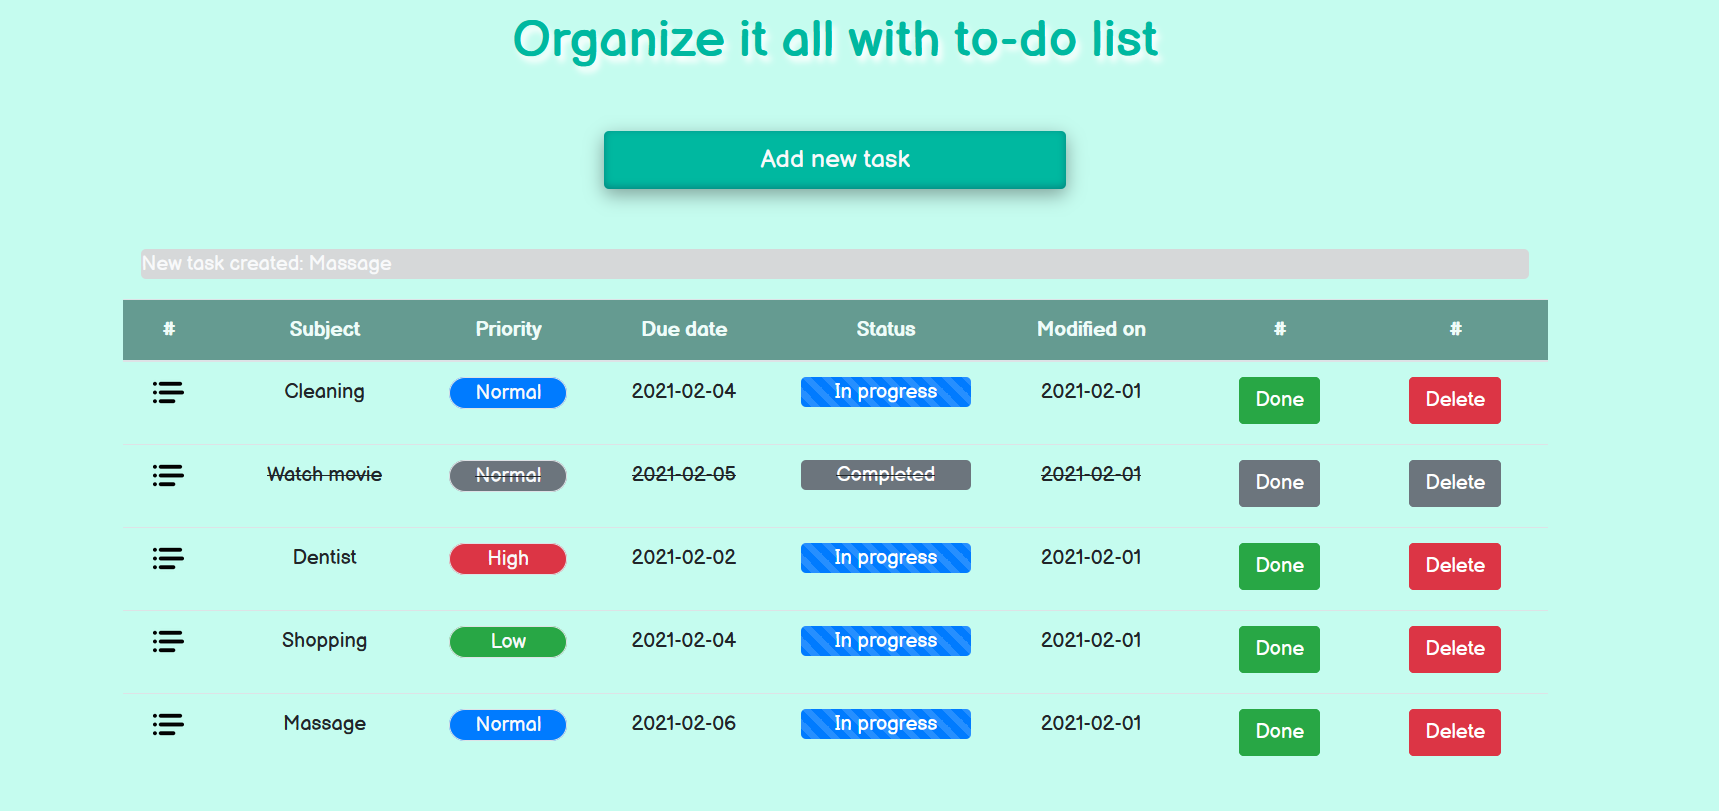 Organize it all with to-do list
Add new task
New task created: Massage
# Subject Priority Due date Status Modified on # #
Cleaning Normal 2021-02-04 In progress 2021-02-01 Done Delete
Watch movie Normal 2021-02-05 Completed 2021-02-01 Done Delete
Dentist High 2021-02-02 In progress 2021-02-01 Done Delete
Shopping Low 2021-02-04 In progress 2021-02-01 Done Delete
Massage Normal 2021-02-06 In progress 2021-02-01 Done Delete